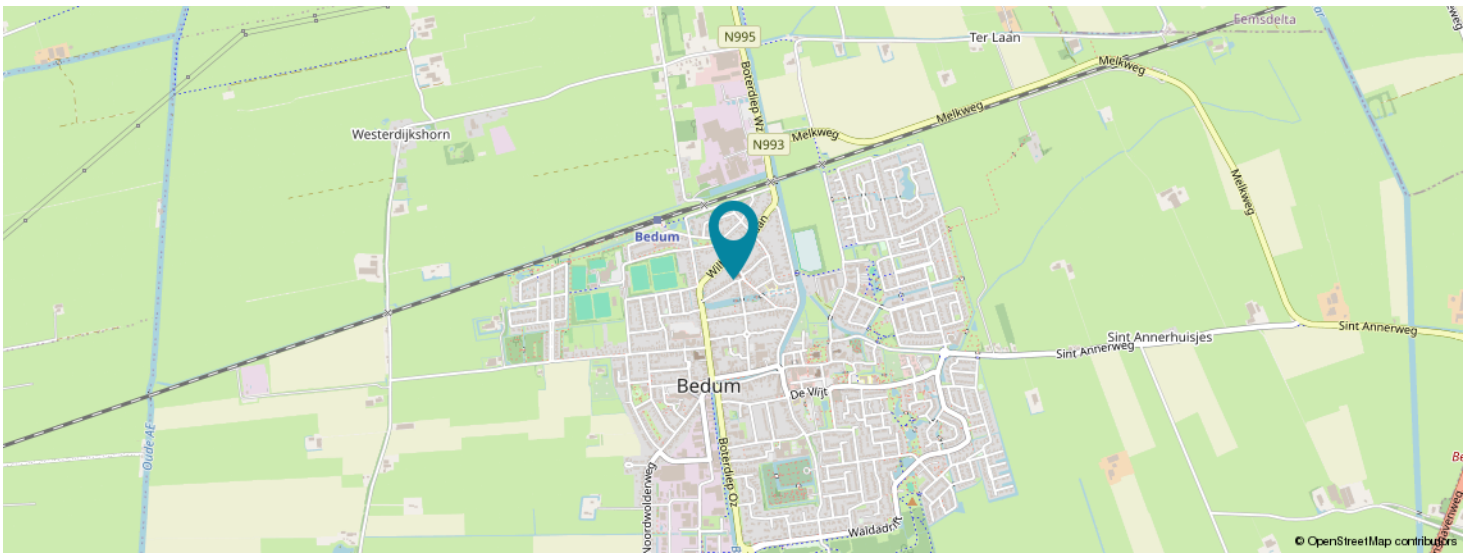 N995
Ter Laan
Eemsdelta
Boterdiep Wz
Melkweg
Melkweg
Melkweg
Westerdijkshorn
N993
Melkweg
Bedum
Sint Annerweg
Sint Annerhuisjes
Sint Annerweg
Bedum
De Vlijt
Oude AE
Boterdiep Oz
Noordwolderweg
Waldadrift
© OpenStreetMap contributors